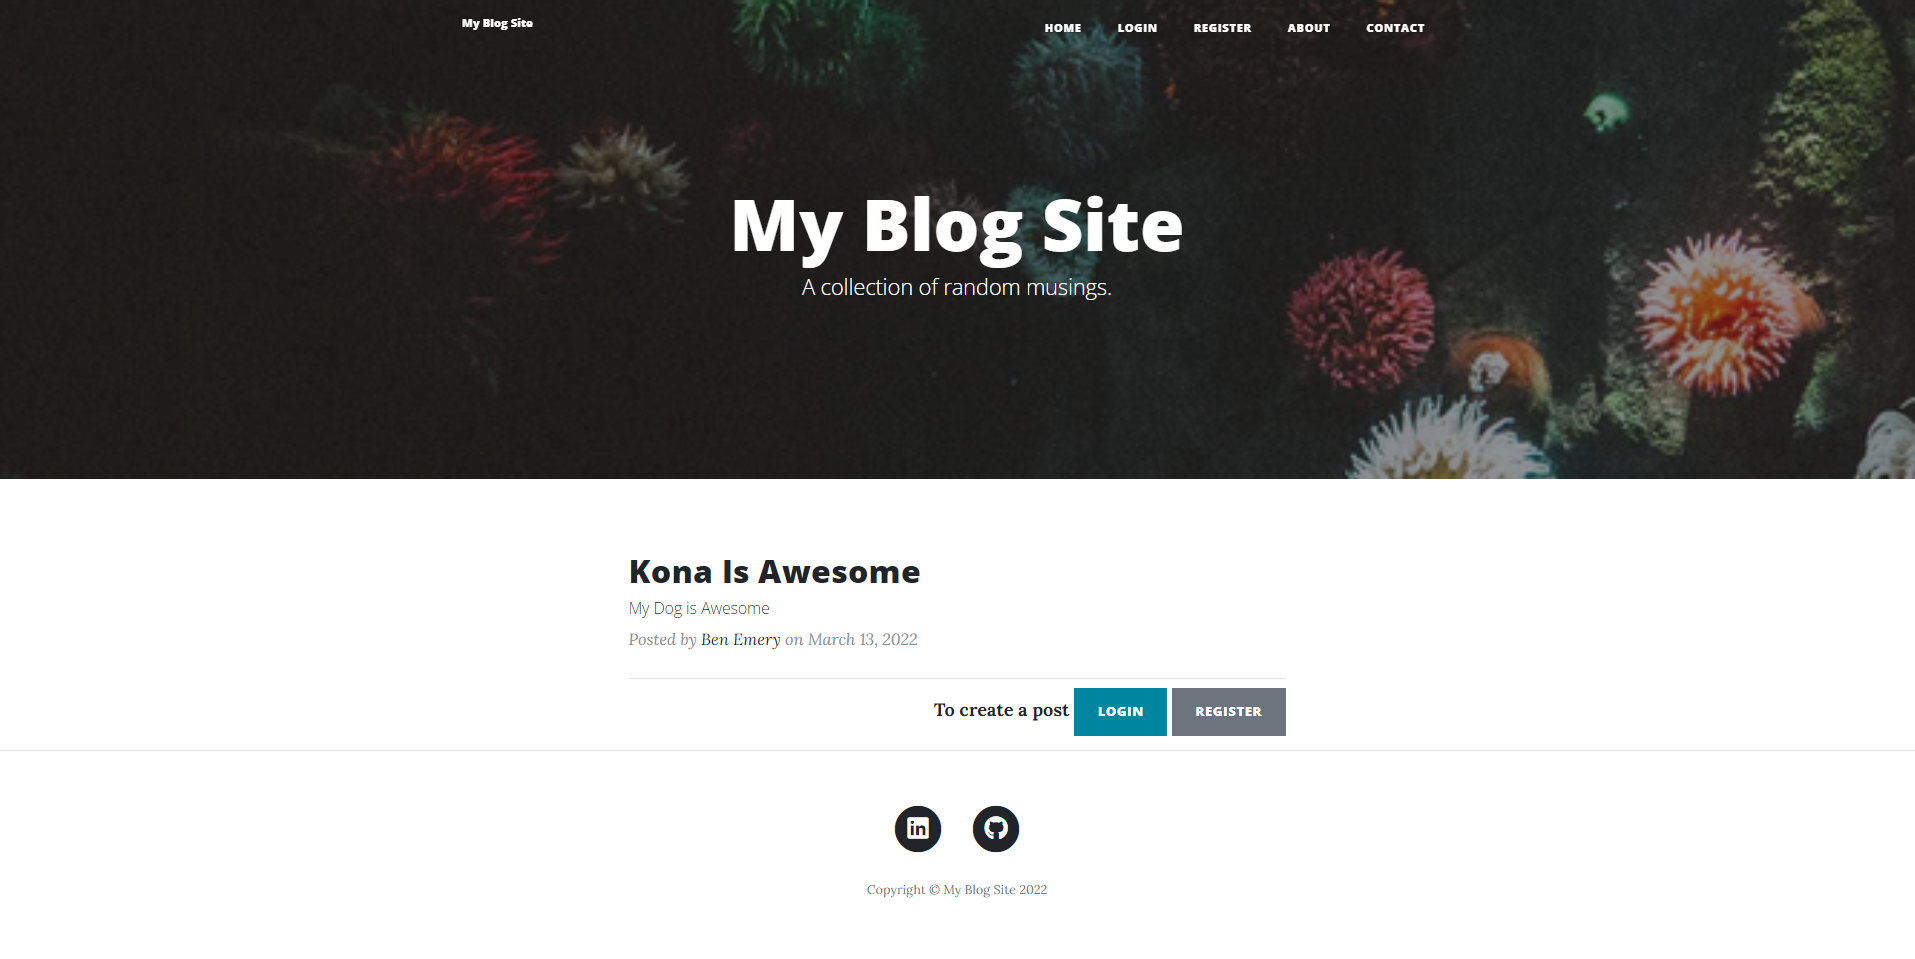 My Blog Site
HOME LOGIN REGISTER ABOUT CONTACT
My Blog Site
A collection of random musings.
Kona Is Awesome
My Dog is Awesome
Posted by Ben Emery on March 13, 2022
To create a post LOGIN REGISTER
in
Copyright © My Blog Site 2022